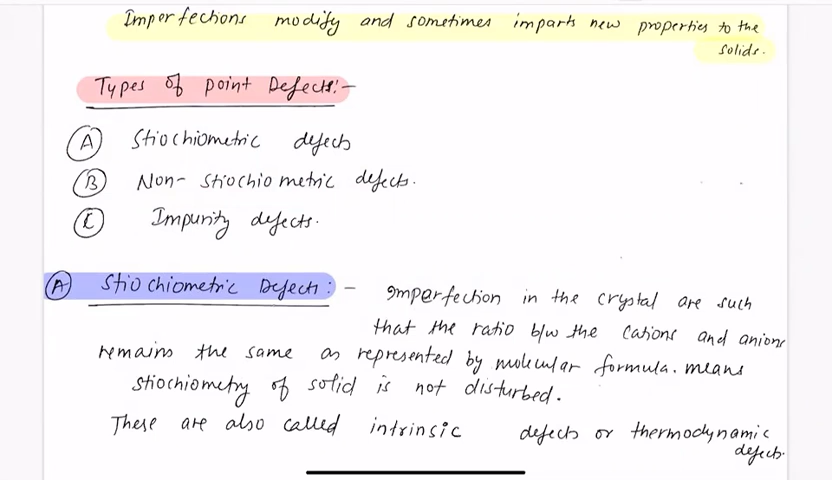 Imperfections modify and sometimes imparts new properties to the
solids.
Types of point Defects:-
A Stiochiometric defects
B Non-stiochiometric defects.
C Impurity defects.
A Stiochiometric Defects: - Imperfection in the crystal are such
that the ratio b/w the cations and anions
remains the same as represented by molecular formula. means
stiochiometry of solid is not disturbed.
These are also called intrinsic defects or thermodynamic
defects.